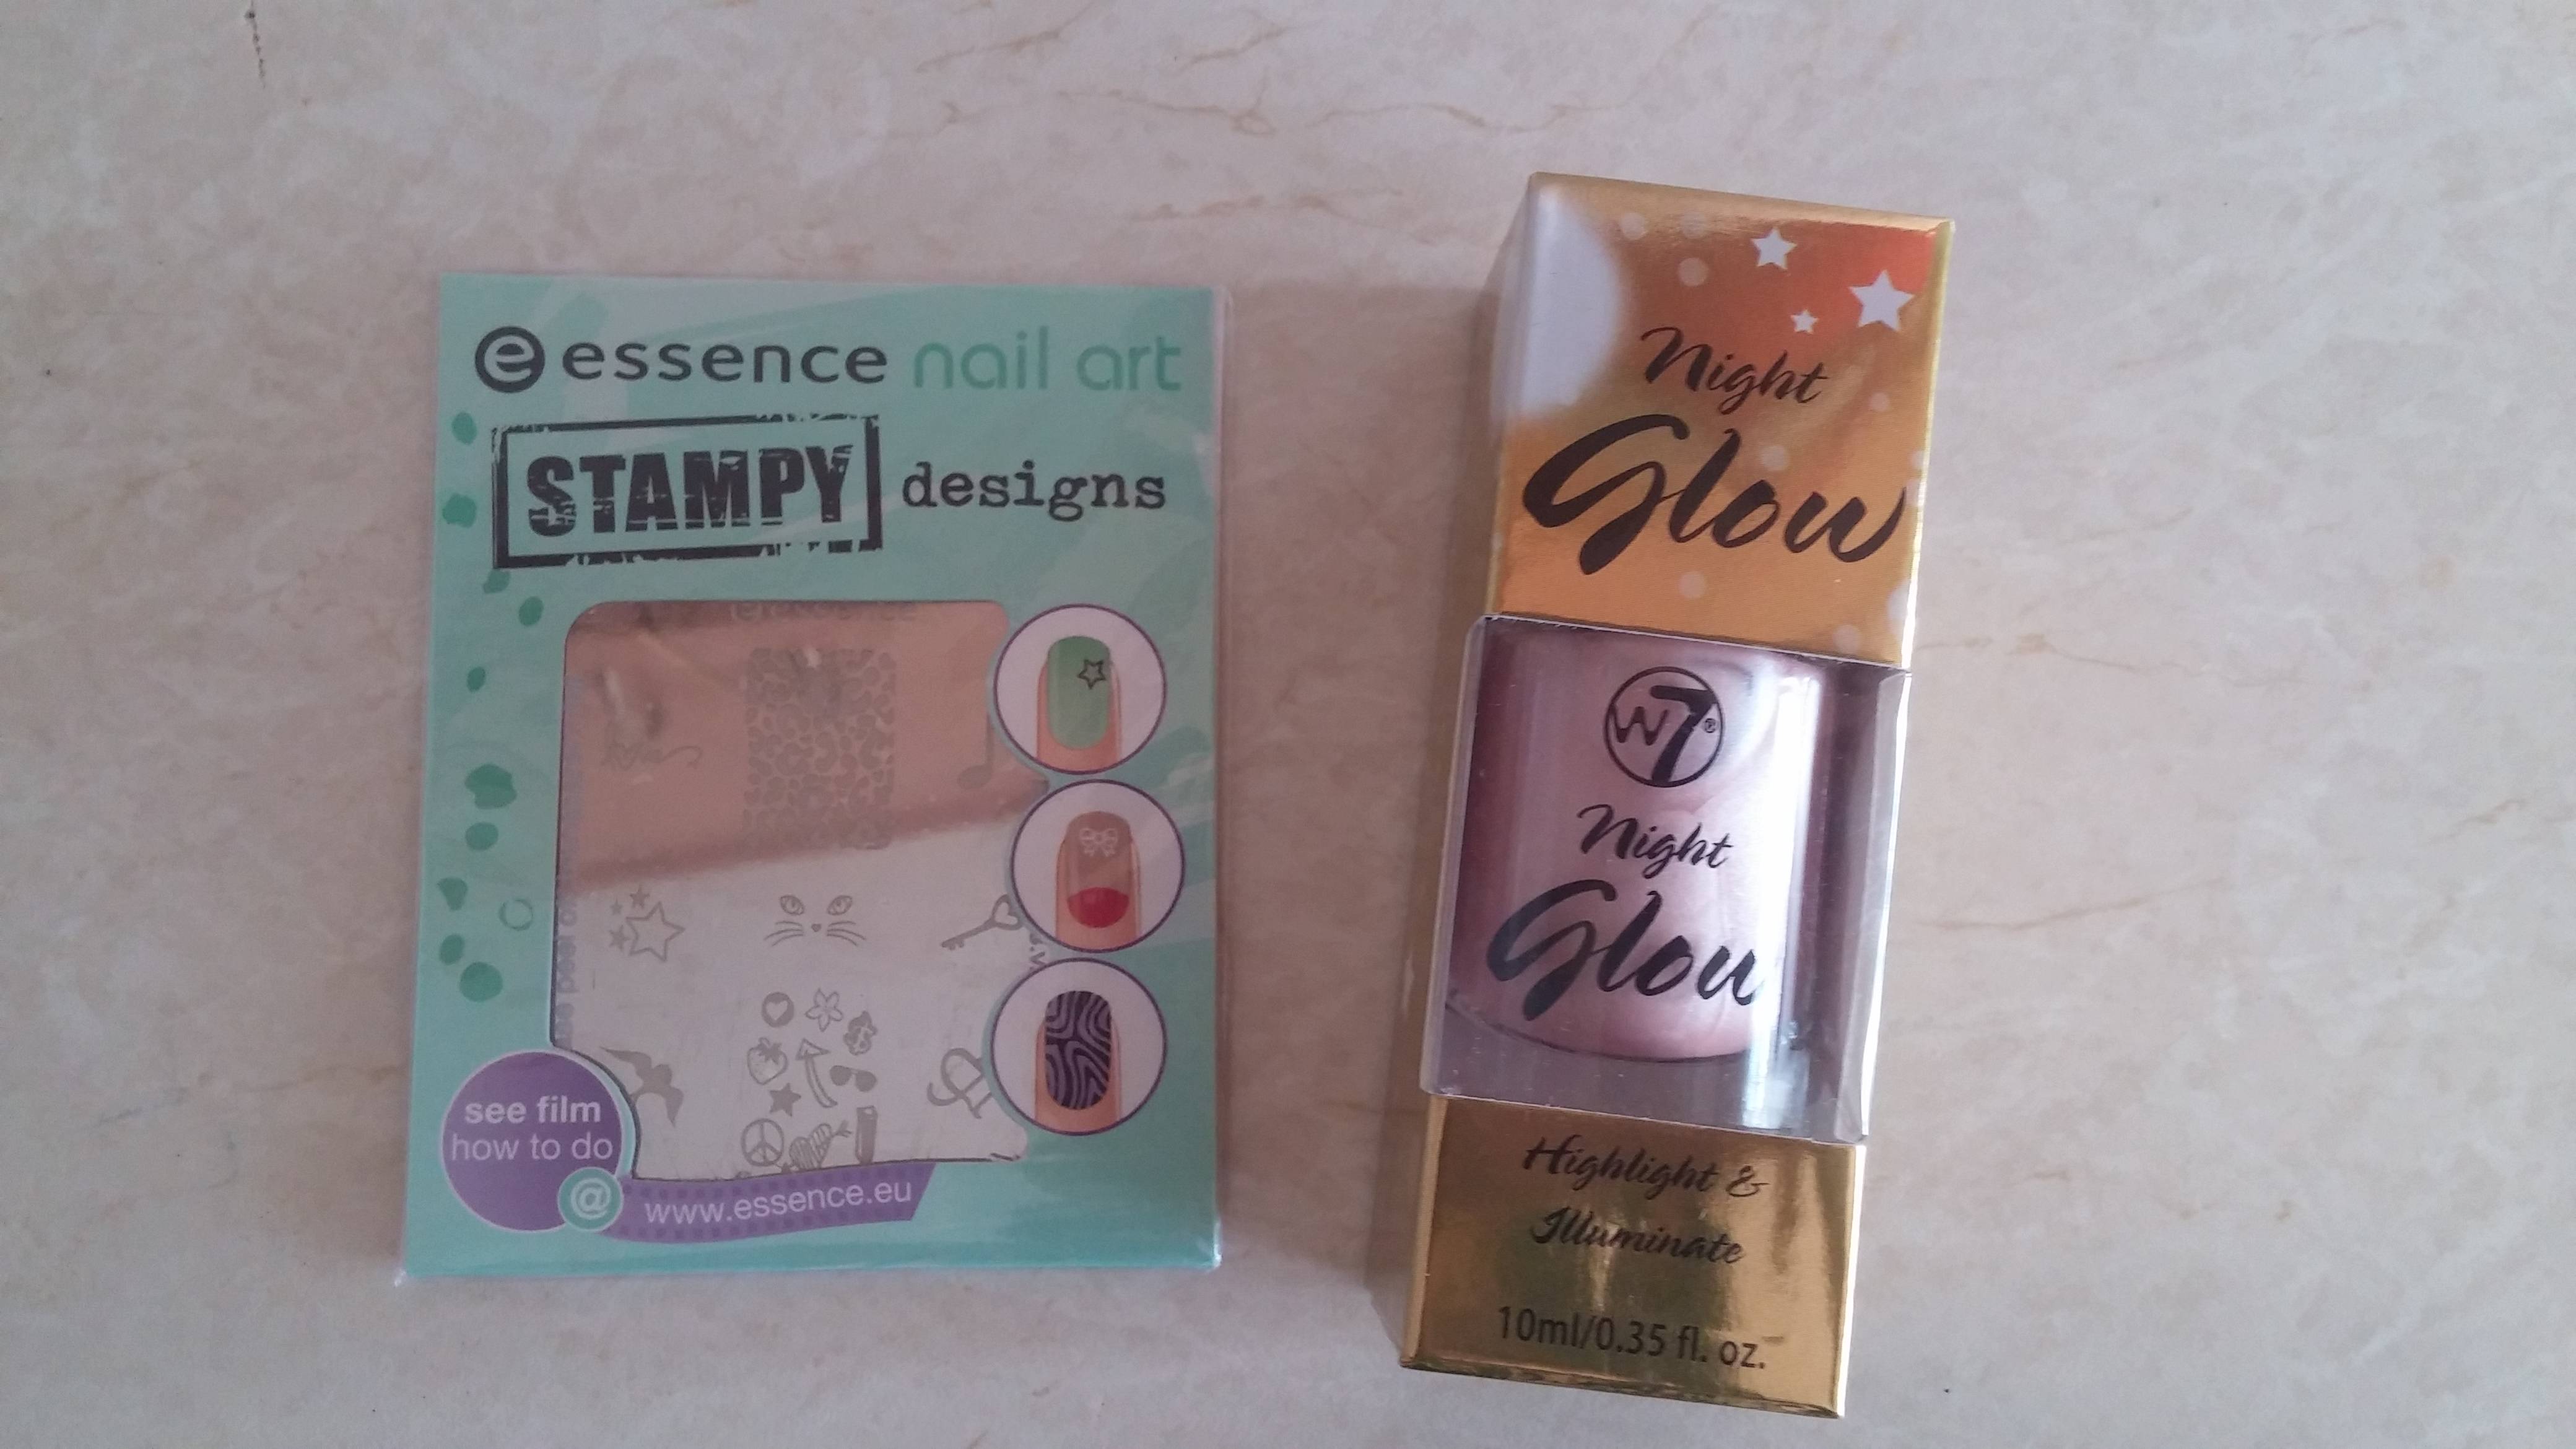 e essence nail art
STAMPY designs
see film
how to do
@ www.essence.eu
Night
Glow
W7®
Night
Glow
Highlight &
Illuminate
10ml/0.35 fl. oz.